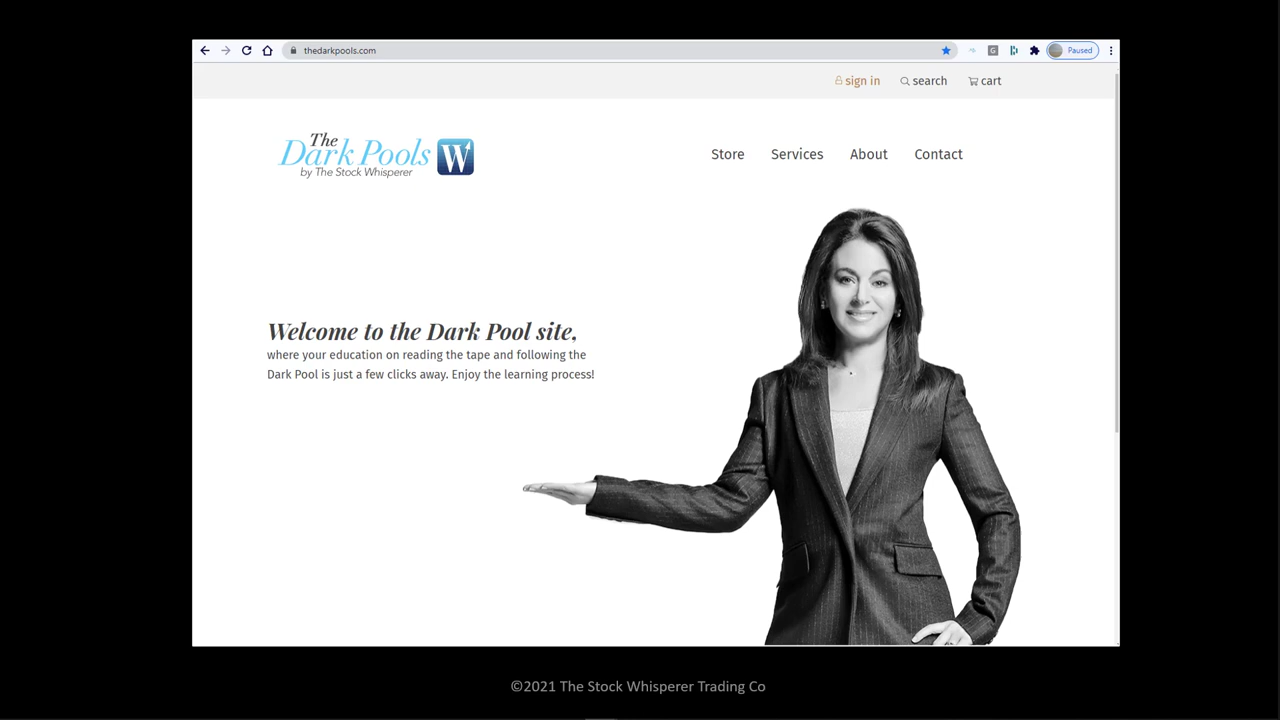 thedarkpools.com
Paused
sign in search cart
The
Dark Pools
by The Stock Whisperer
W
Store Services About Contact
Welcome to the Dark Pool site,
where your education on reading the tape and following the
Dark Pool is just a few clicks away. Enjoy the learning process!
©2021 The Stock Whisperer Trading Co